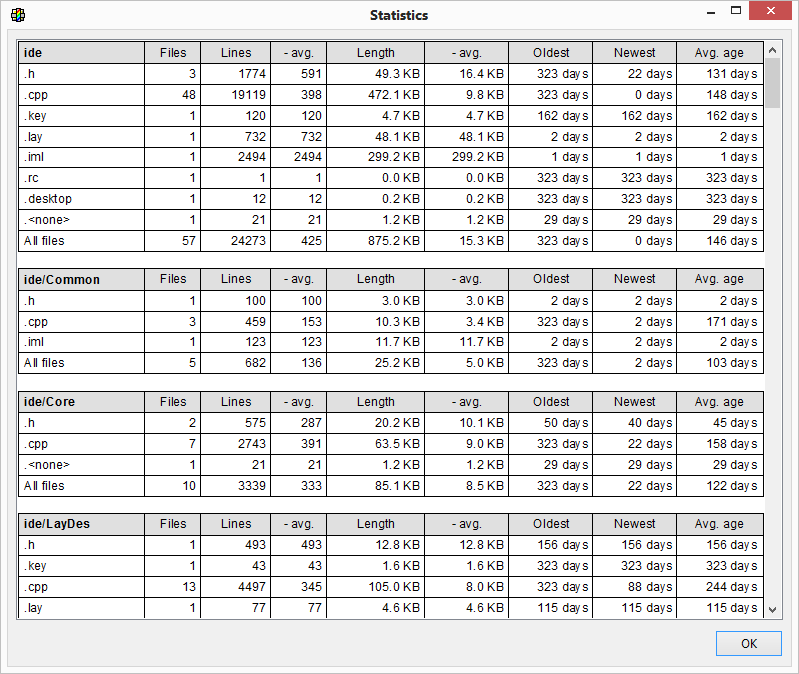 Statistics
ide Files Lines - avg. Length - avg. Oldest Newest Avg. age
.h 3 1774 591 49.3 KB 16.4 KB 323 days 22 days 131 days
.cpp 48 19119 398 472.1 KB 9.8 KB 323 days 0 days 148 days
.key 1 120 120 4.7 KB 4.7 KB 162 days 162 days 162 days
.lay 1 732 732 48.1 KB 48.1 KB 2 days 2 days 2 days
.iml 1 2494 2494 299.2 KB 299.2 KB 1 days 1 days 1 days
.rc 1 1 1 0.0 KB 0.0 KB 323 days 323 days 323 days
.desktop 1 12 12 0.2 KB 0.2 KB 323 days 323 days 323 days
.<none> 1 21 21 1.2 KB 1.2 KB 29 days 29 days 29 days
All files 57 24273 425 875.2 KB 15.3 KB 323 days 0 days 146 days
ide/Common Files Lines - avg. Length - avg. Oldest Newest Avg. age
.h 1 100 100 3.0 KB 3.0 KB 2 days 2 days 2 days
.cpp 3 459 153 10.3 KB 3.4 KB 323 days 2 days 171 days
.iml 1 123 123 11.7 KB 11.7 KB 2 days 2 days 2 days
All files 5 682 136 25.2 KB 5.0 KB 323 days 2 days 103 days
ide/Core Files Lines - avg. Length - avg. Oldest Newest Avg. age
.h 2 575 287 20.2 KB 10.1 KB 50 days 40 days 45 days
.cpp 7 2743 391 63.5 KB 9.0 KB 323 days 22 days 158 days
.<none> 1 21 21 1.2 KB 1.2 KB 29 days 29 days 29 days
All files 10 3339 333 85.1 KB 8.5 KB 323 days 22 days 122 days
ide/LayDes Files Lines - avg. Length - avg. Oldest Newest Avg. age
.h 1 493 493 12.8 KB 12.8 KB 156 days 156 days 156 days
.key 1 43 43 1.6 KB 1.6 KB 323 days 323 days 323 days
.cpp 13 4497 345 105.0 KB 8.0 KB 323 days 88 days 244 days
.lay 1 77 77 4.6 KB 4.6 KB 115 days 115 days 115 days
OK